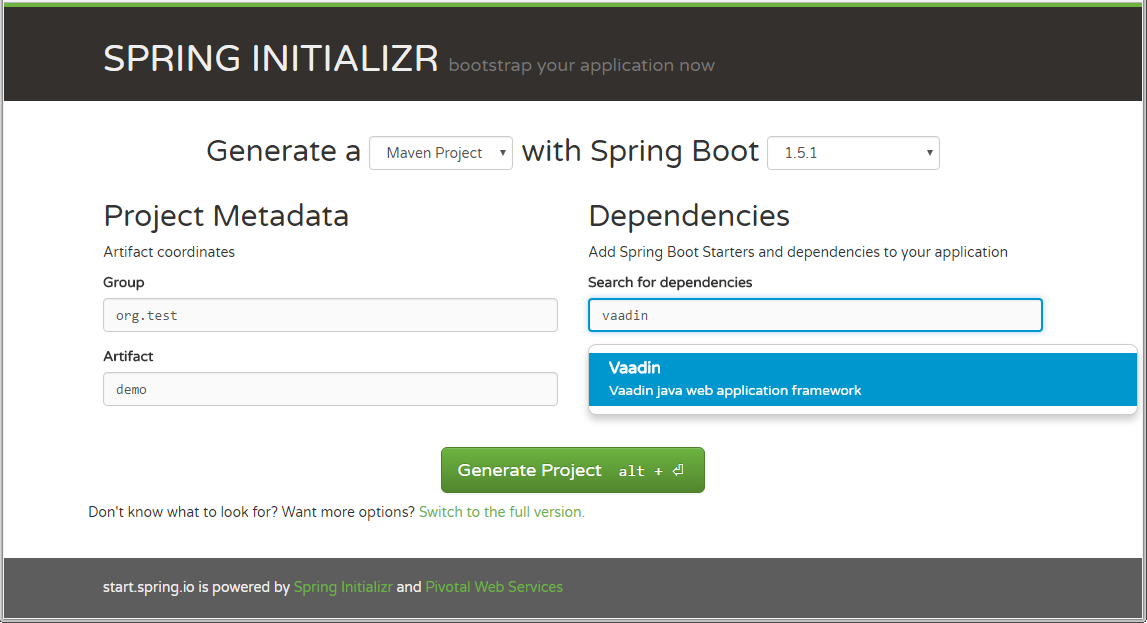 SPRING INITIALIZR bootstrap your application now
Generate a Maven Project with Spring Boot 1.5.1
Project Metadata
Artifact coordinates
Group
org.test
Artifact
demo
Dependencies
Add Spring Boot Starters and dependencies to your application
Search for dependencies
vaadin
Vaadin
Vaadin java web application framework
Generate Project alt + ⏎
Don't know what to look for? Want more options? Switch to the full version.
start.spring.io is powered by Spring Initializr and Pivotal Web Services